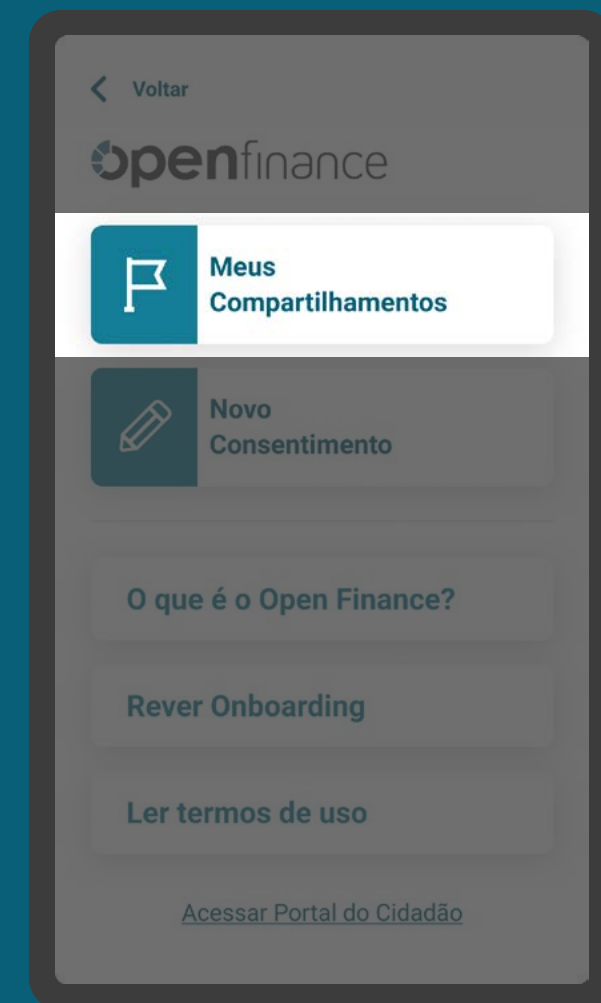 Voltar
openfinance
Meus
Compartilhamentos
Novo
Consentimento
O que é o Open Finance?
Rever Onboarding
Ler termos de uso
Acessar Portal do Cidadão